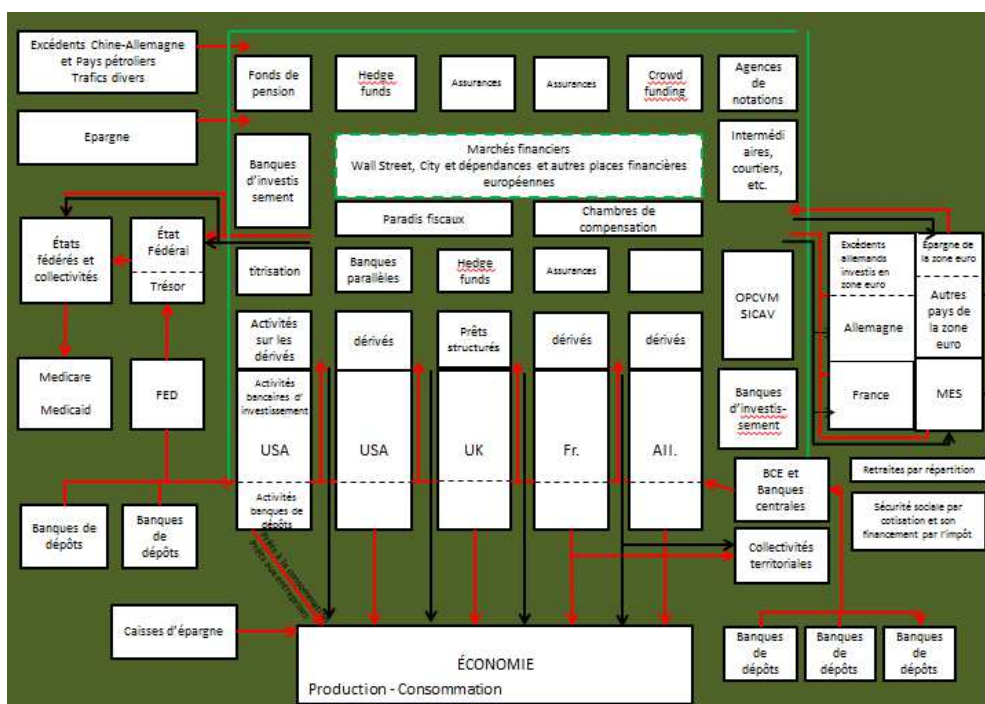 Excédents Chine-Allemagne
et Pays pétroliers
Trafics divers
Epargne
Fonds de
pension
Hedge
funds
Assurances
Assurances
Crowd
funding
Agences
de
notations
Banques
d'investis
sement
Marchés financiers
Wall Street, City et dépendances et autres places financières
européennes
Intermédi
aires,
courtiers,
etc.
Paradis fiscaux
Chambres de
compensation
États
fédérés et
collectivités
État
Fédéral
Trésor
titrisation
Banques
parallèles
Hedge
funds
Assurances
OPCVM
SICAV
Excédents
allemands
investis en
zone euro
Épargne de
la zone euro
Allemagne
Autres
pays de
la zone
euro
Activités
sur les
dérivés
dérivés
Prêts
structurés
dérivés
dérivés
Medicare
Medicaid
FED
Activités
bancaires d'
investissement
USA
Activités
banques de
dépôts
USA
UK
Fr.
All.
Banques
d'investis-
sement
France
MES
BCE et
Banques
centrales
Retraites par répartition
Sécurité sociale par
cotisation et son
financement par l'impôt
Banques de
dépôts
Banques
de
dépôts
Prêts à la consommation
Prêts aux entreprises
Collectivités
territoriales
Caisses d'épargne
ÉCONOMIE
Production - Consommation
Banques
de
dépôts
Banques
de
dépôts
Banques
de
dépôts